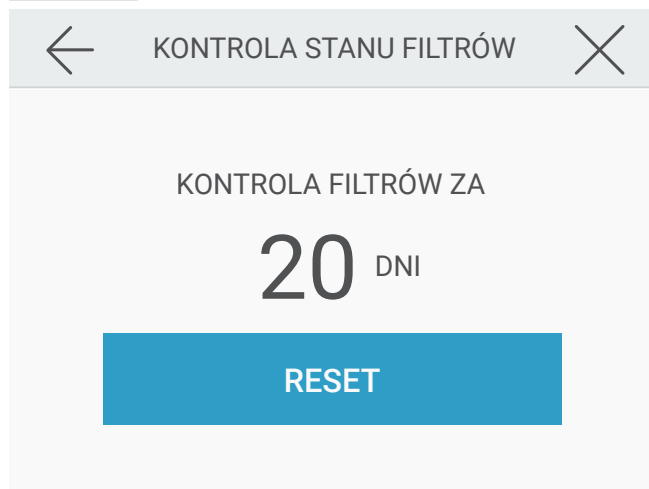 KONTROLA STANU FILTRÓW
KONTROLA FILTRÓW ZA
20 DNI
RESET